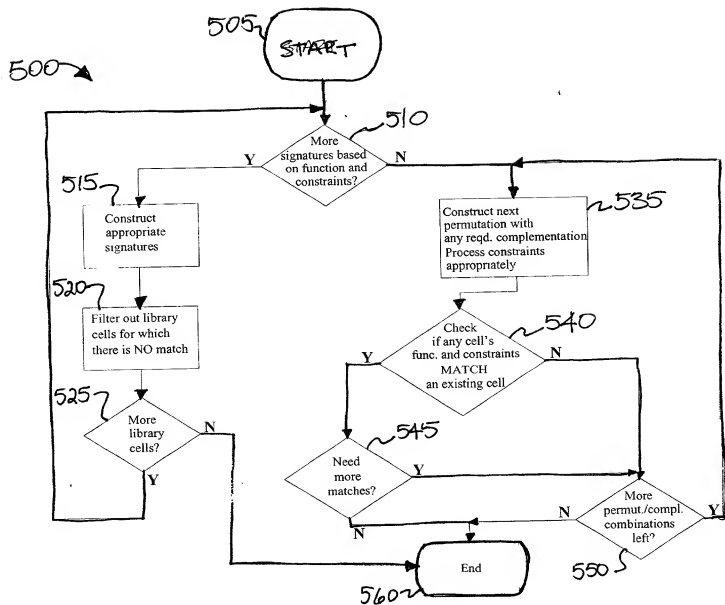 505
START
500
510
More
signatures based
on function and
constraints?
Y
N
515
Construct
appropriate
signatures
535
Construct next
permutation with
any reqd. complementation
Process constraints
appropriately
520
Filter out library
cells for which
there is NO match
540
Check
if any cell's
func. and constraints
MATCH
an existing cell
Y
N
525
More
library
cells?
N
Y
545
Need
more
matches?
Y
N
More
permut./compl.
combinations
left?
N
Y
550
End
560